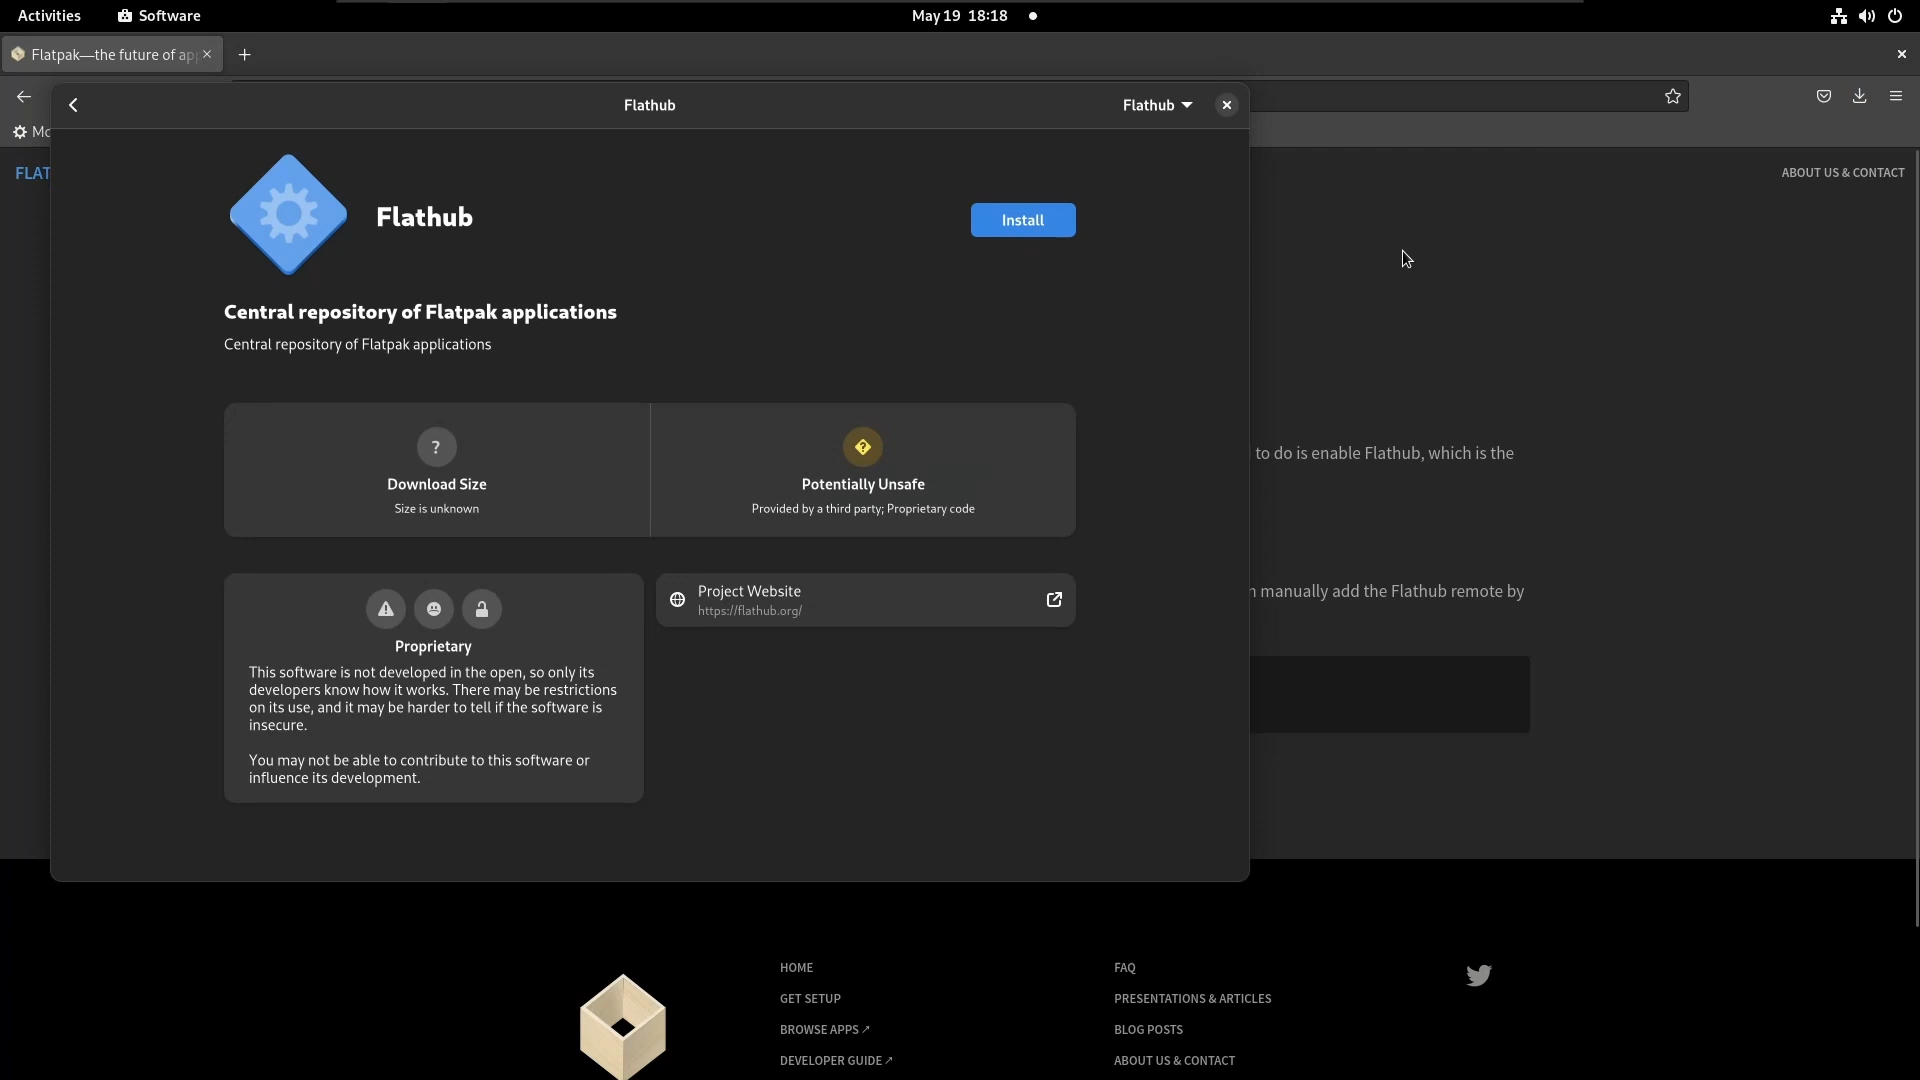 Activities
Software
May 19 18:18
Flatpak—the future of ap
Mo
Flathub
Flathub
FLAT
ABOUT US & CONTACT
Flathub
Install
Central repository of Flatpak applications
Central repository of Flatpak applications
?
?
Download Size
Size is unknown
Potentially Unsafe
Provided by a third party; Proprietary code
to do is enable Flathub, which is the
n manually add the Flathub remote by
Project Website
https://flathub.org/
Proprietary
This software is not developed in the open, so only its
developers know how it works. There may be restrictions
on its use, and it may be harder to tell if the software is
insecure.
You may not be able to contribute to this software or
influence its development.
HOME
GET SETUP
BROWSE APPS
DEVELOPER GUIDE
FAQ
PRESENTATIONS & ARTICLES
BLOG POSTS
ABOUT US & CONTACT